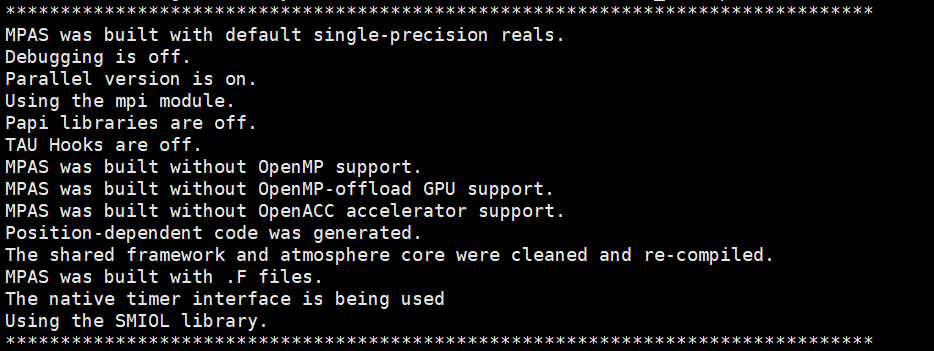 *******************************************************************************
MPAS was built with default single-precision reals.
Debugging is off.
Parallel version is on.
Using the mpi module.
Papi libraries are off.
TAU Hooks are off.
MPAS was built without OpenMP support.
MPAS was built without OpenMP-offload GPU support.
MPAS was built without OpenACC accelerator support.
Position-dependent code was generated.
The shared framework and atmosphere core were cleaned and re-compiled.
MPAS was built with .F files.
The native timer interface is being used
Using the SMIOL library.
*******************************************************************************